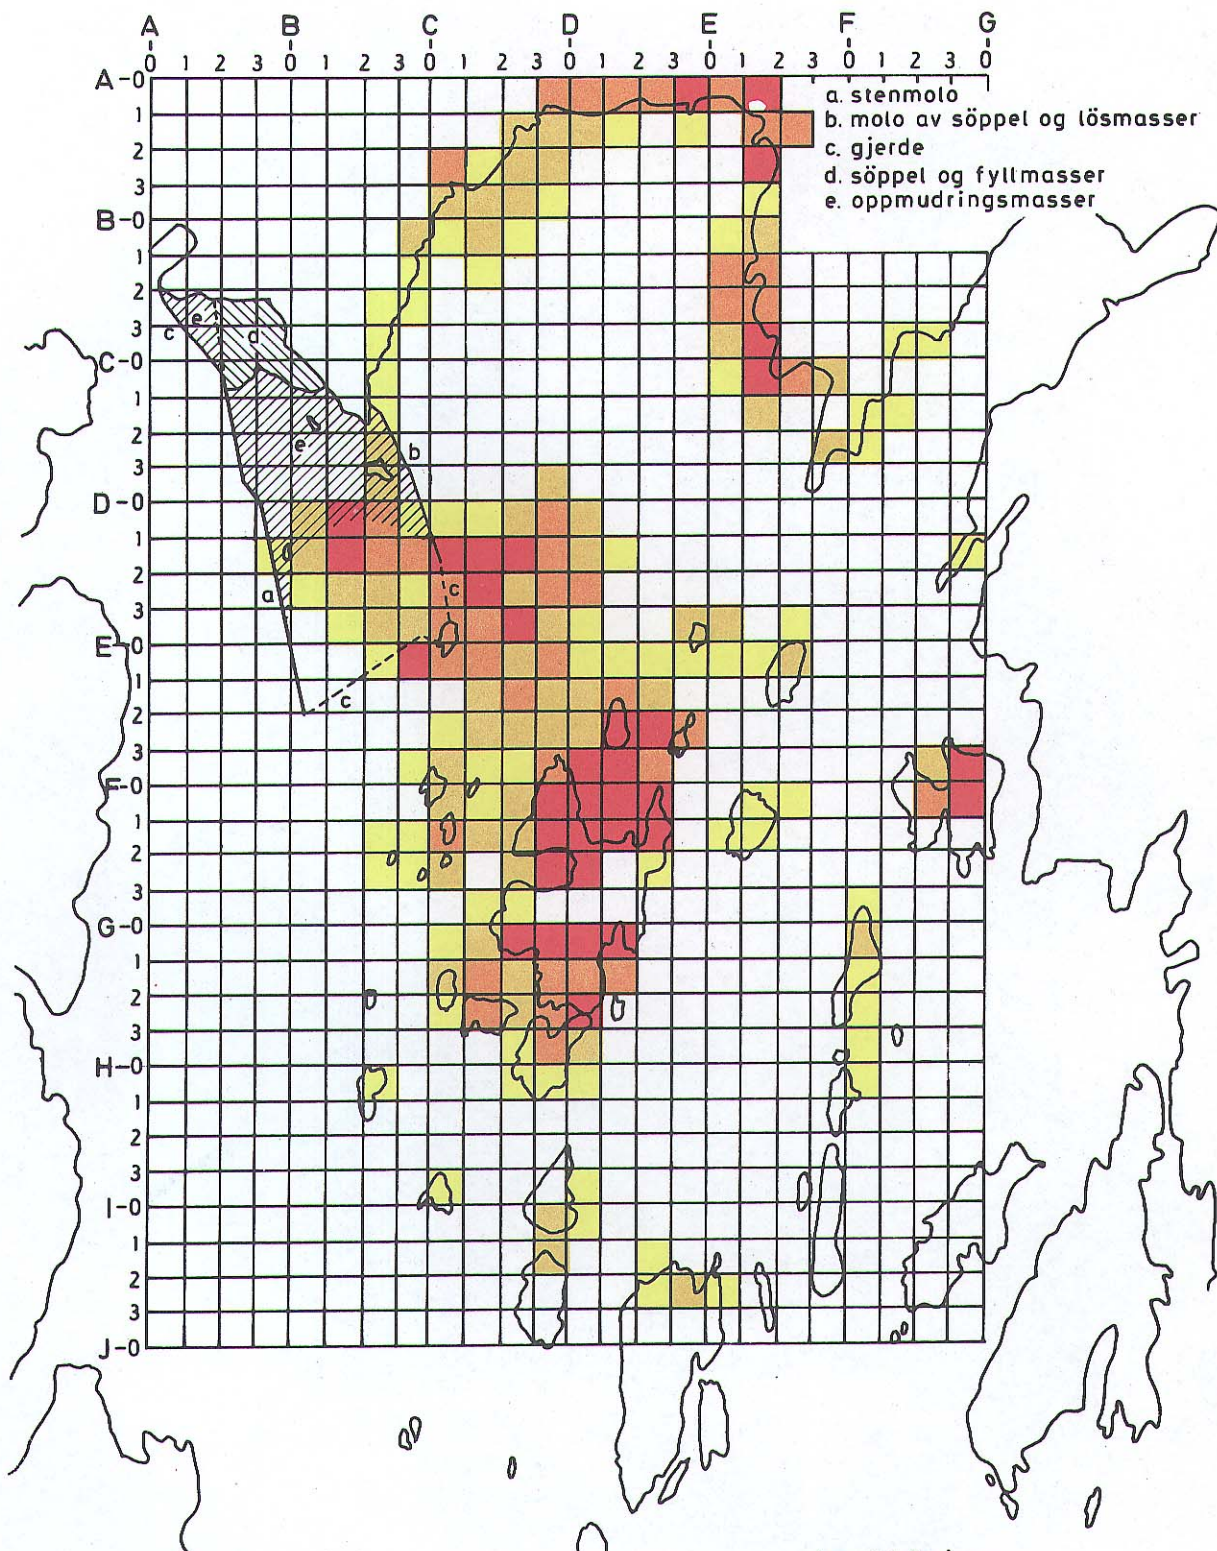 A B C D E F G
0 1 2 3 0 1 2 3 0 1 2 3 0 1 2 3 0 1 2 3 0 1 2 3 0
a. stenmolo
b. molo av söppel og lösmasser
c. gjerde
d. söppel og fyllmasser
e. oppmudringsmasser
A-0
1
2
3
B-0
1
2
3
C-0
1
2
3
D-0
1
2
3
E-0
1
2
3
F-0
1
2
3
G-0
1
2
3
H-0
1
2
3
I-0
1
2
3
J-0
e
c
d
e
b
a
c
c